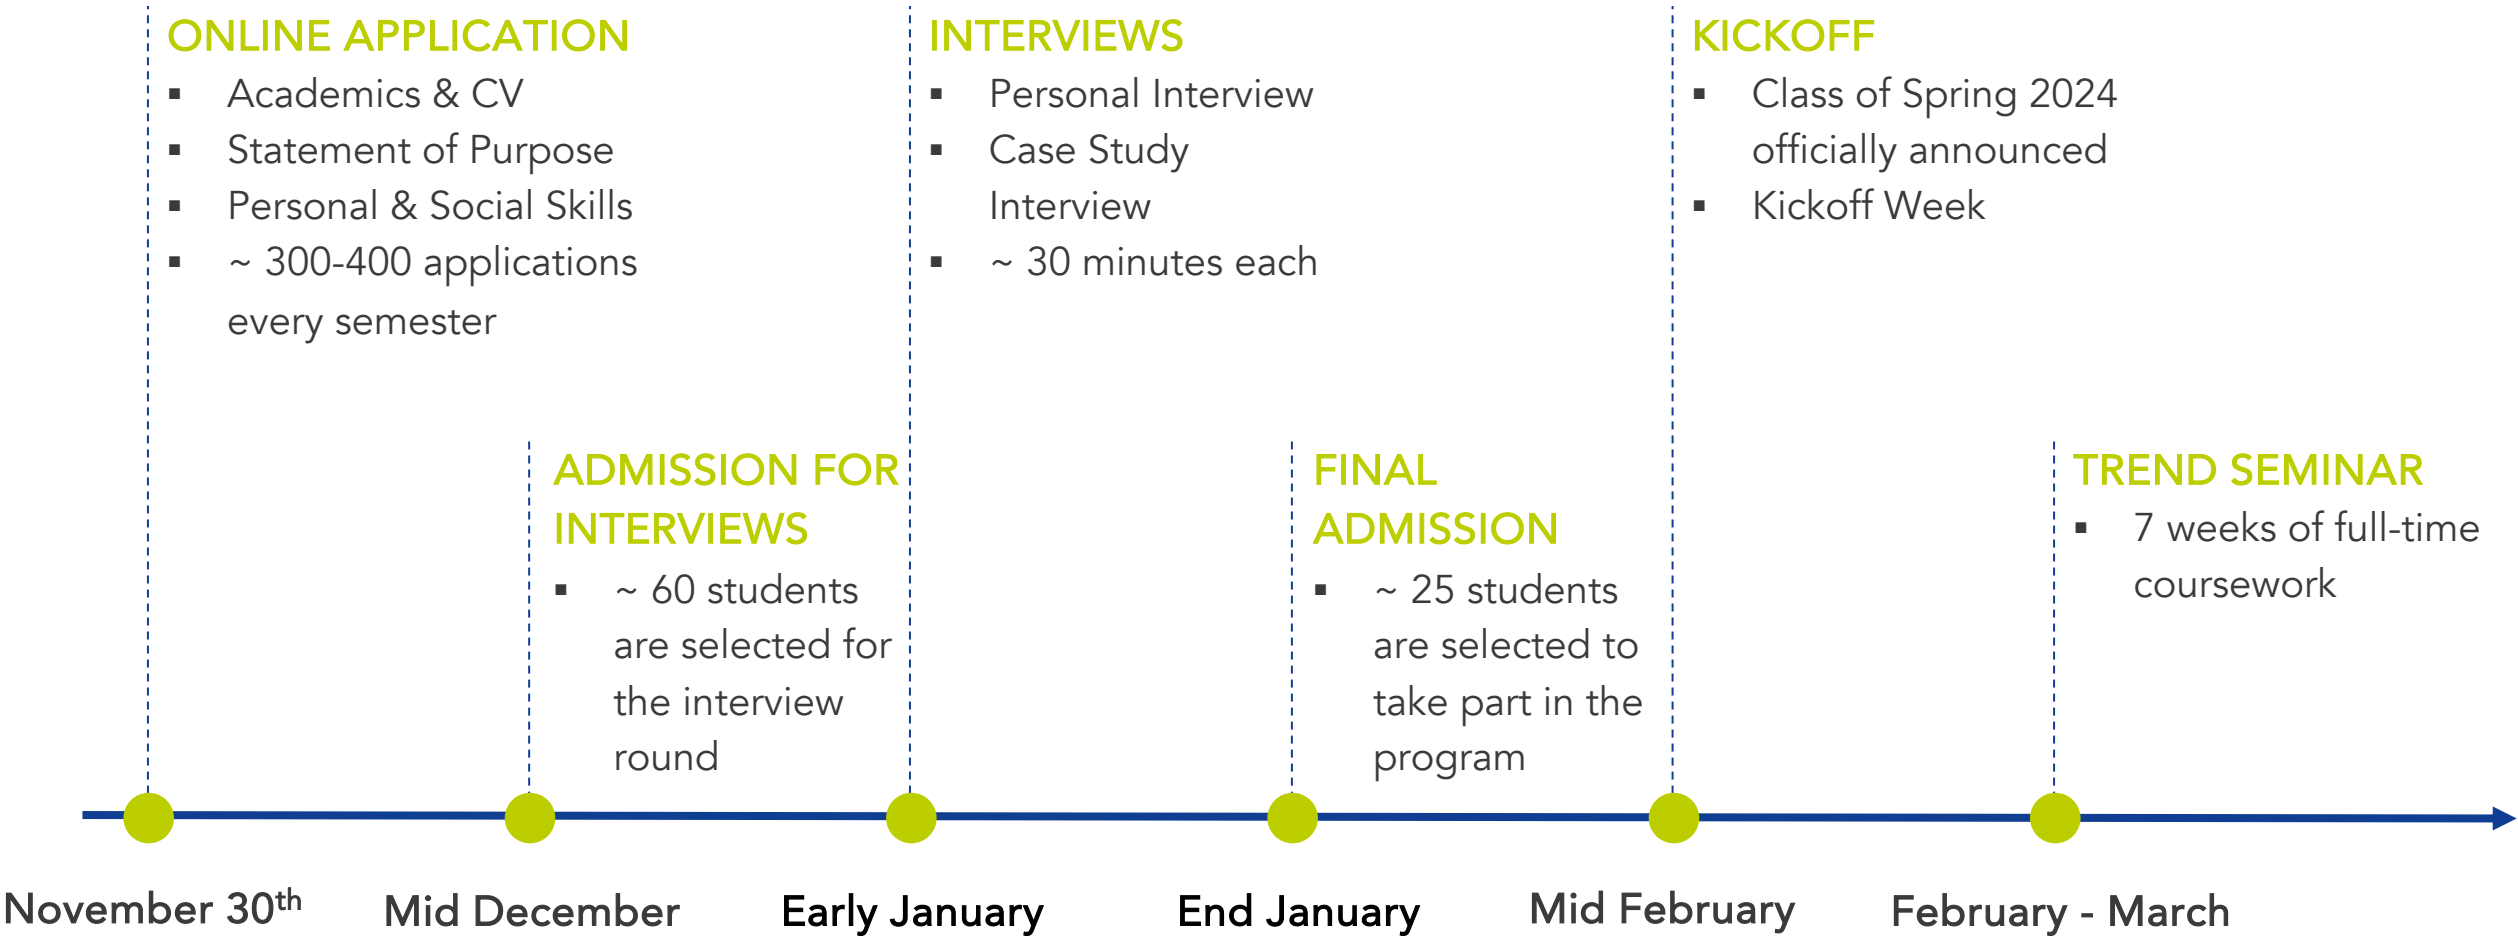 ONLINE APPLICATION
▪ Academics & CV
▪ Statement of Purpose
▪ Personal & Social Skills
▪ ~ 300-400 applications
every semester
ADMISSION FOR
INTERVIEWS
▪ ~ 60 students
are selected for
the interview
round
INTERVIEWS
▪ Personal Interview
▪ Case Study
Interview
▪ ~ 30 minutes each
FINAL
ADMISSION
▪ ~ 25 students
are selected to
take part in the
program
KICKOFF
▪ Class of Spring 2024
officially announced
▪ Kickoff Week
TREND SEMINAR
▪ 7 weeks of full-time
coursework
November 30th
Mid December
Early January
End January
Mid February
February - March